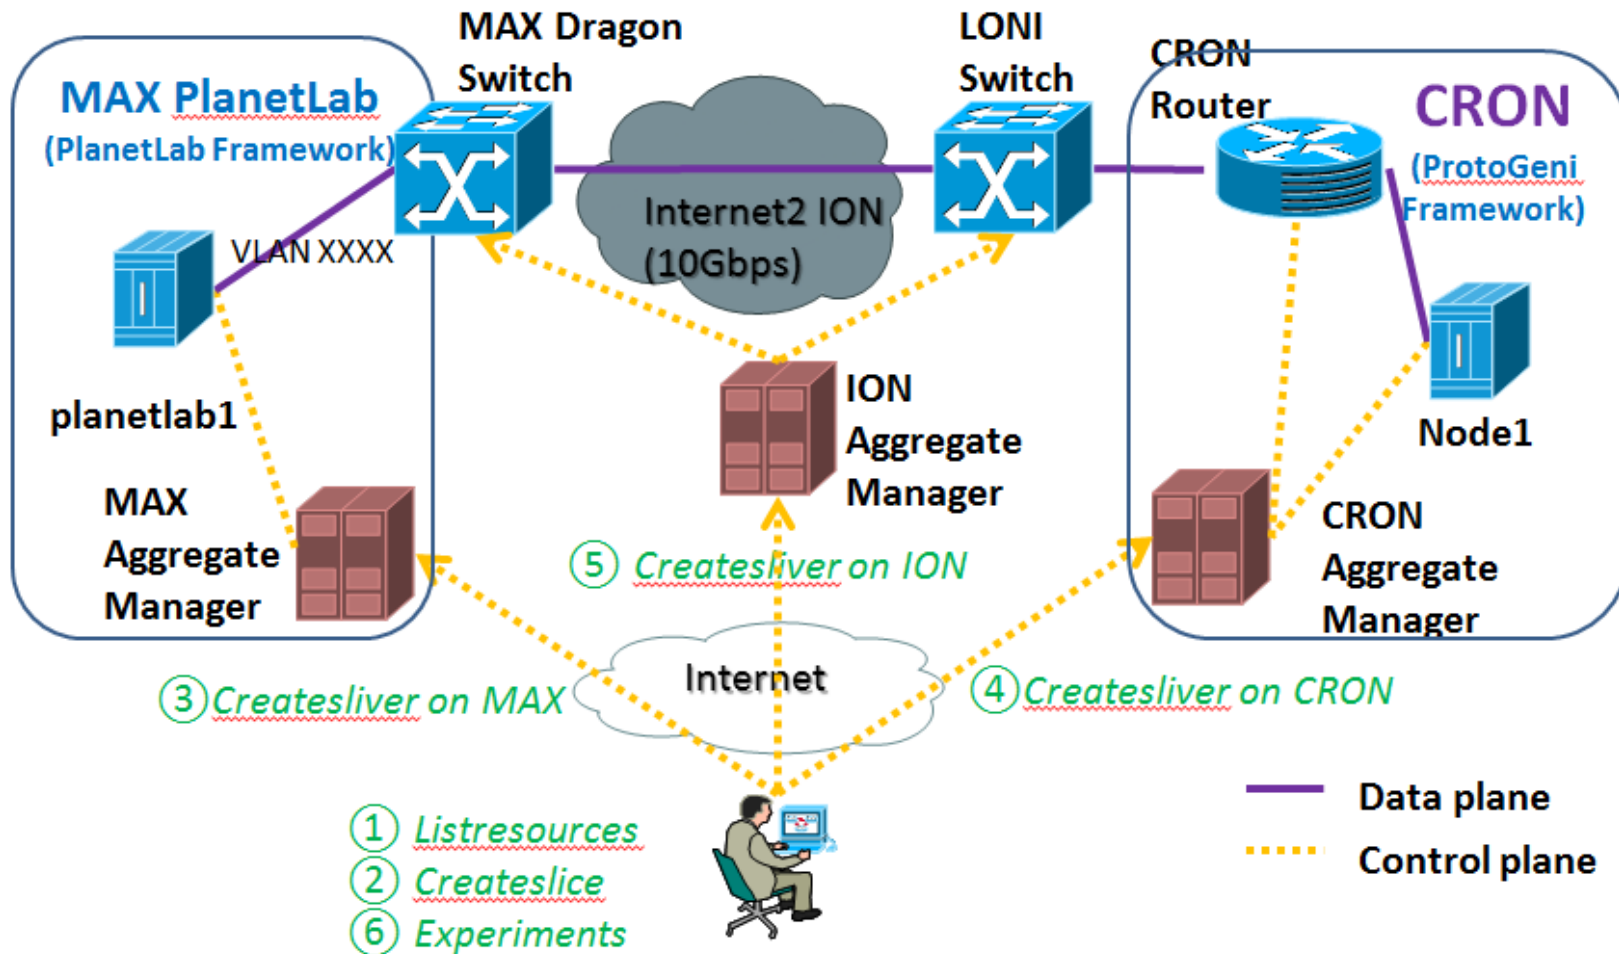 MAX Dragon
Switch
LONI
Switch
CRON
Router
MAX PlanetLab
(PlanetLab Framework)
CRON
(ProtoGeni
Framework)
Internet2 ION
(10Gbps)
VLAN XXXX
planetlab1
Node1
ION
Aggregate
Manager
MAX
Aggregate
Manager
CRON
Aggregate
Manager
⑤ Createsliver on ION
Internet
③ Createsliver on MAX
④ Createsliver on CRON
① Listresources
② Createslice
⑥ Experiments
Data plane
Control plane